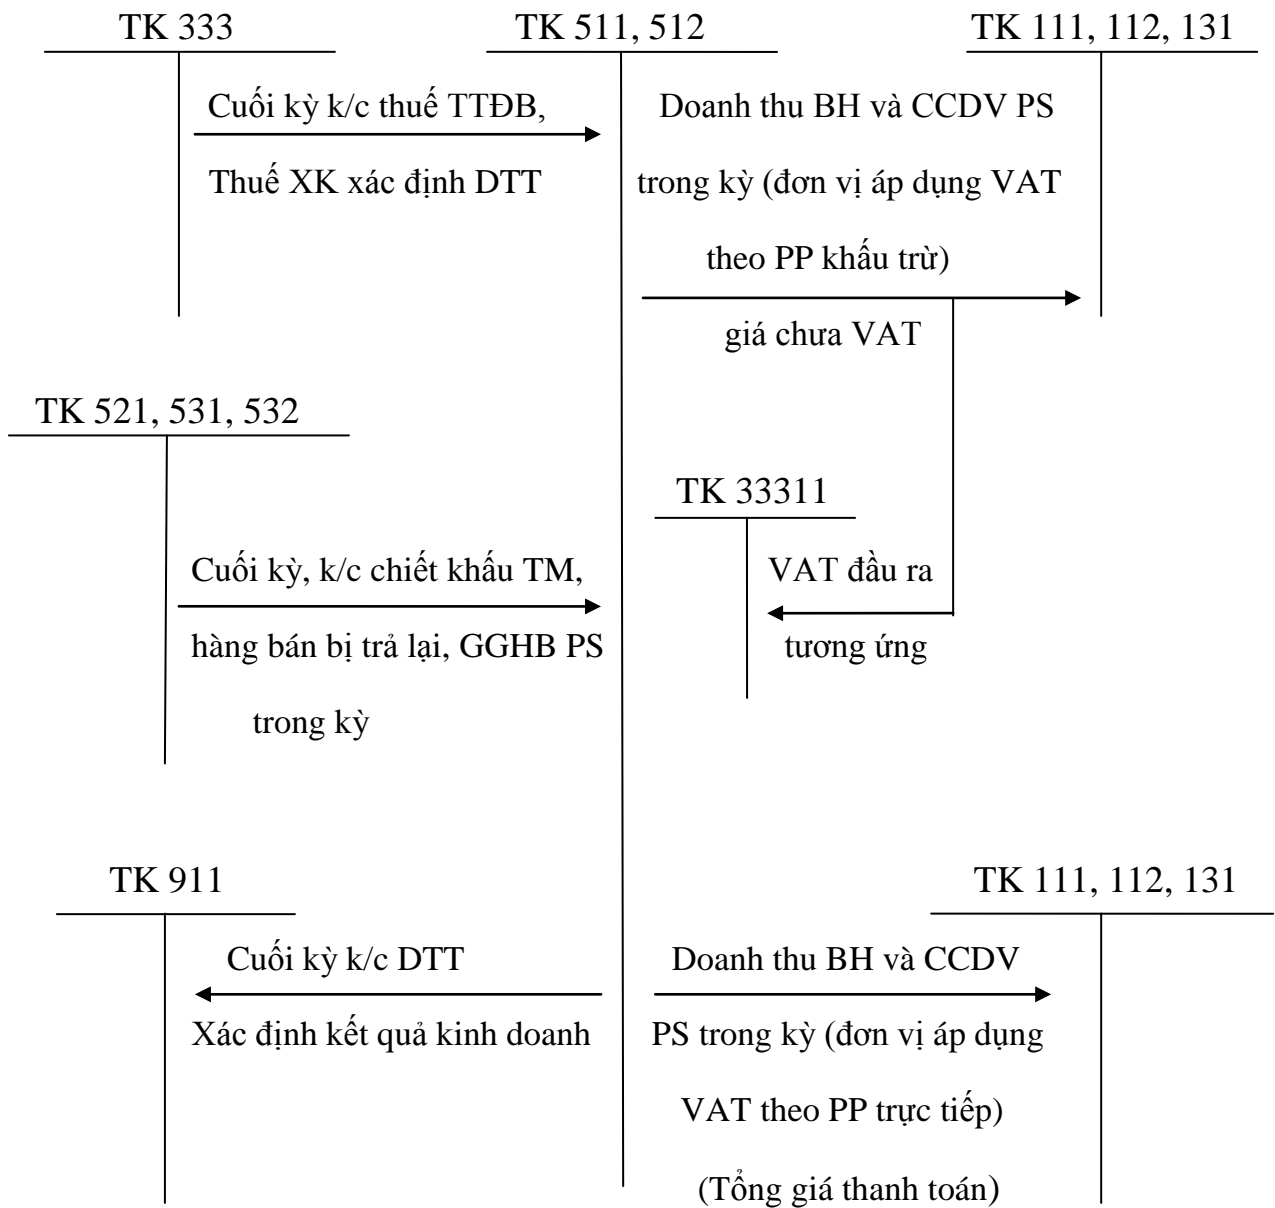 TK 333
TK 511, 512
TK 111, 112, 131
Cuối kỳ k/c thuế TTĐB,
Thuế XK xác định DTT
Doanh thu BH và CCDV PS
trong kỳ (đơn vị áp dụng VAT
theo PP khấu trừ)
giá chưa VAT
TK 521, 531, 532
TK 33311
Cuối kỳ, k/c chiết khấu TM,
hàng bán bị trả lại, GGHB PS
trong kỳ
VAT đầu ra
tương ứng
TK 911
TK 111, 112, 131
Cuối kỳ k/c DTT
Xác định kết quả kinh doanh
Doanh thu BH và CCDV
PS trong kỳ (đơn vị áp dụng
VAT theo PP trực tiếp)
(Tổng giá thanh toán)